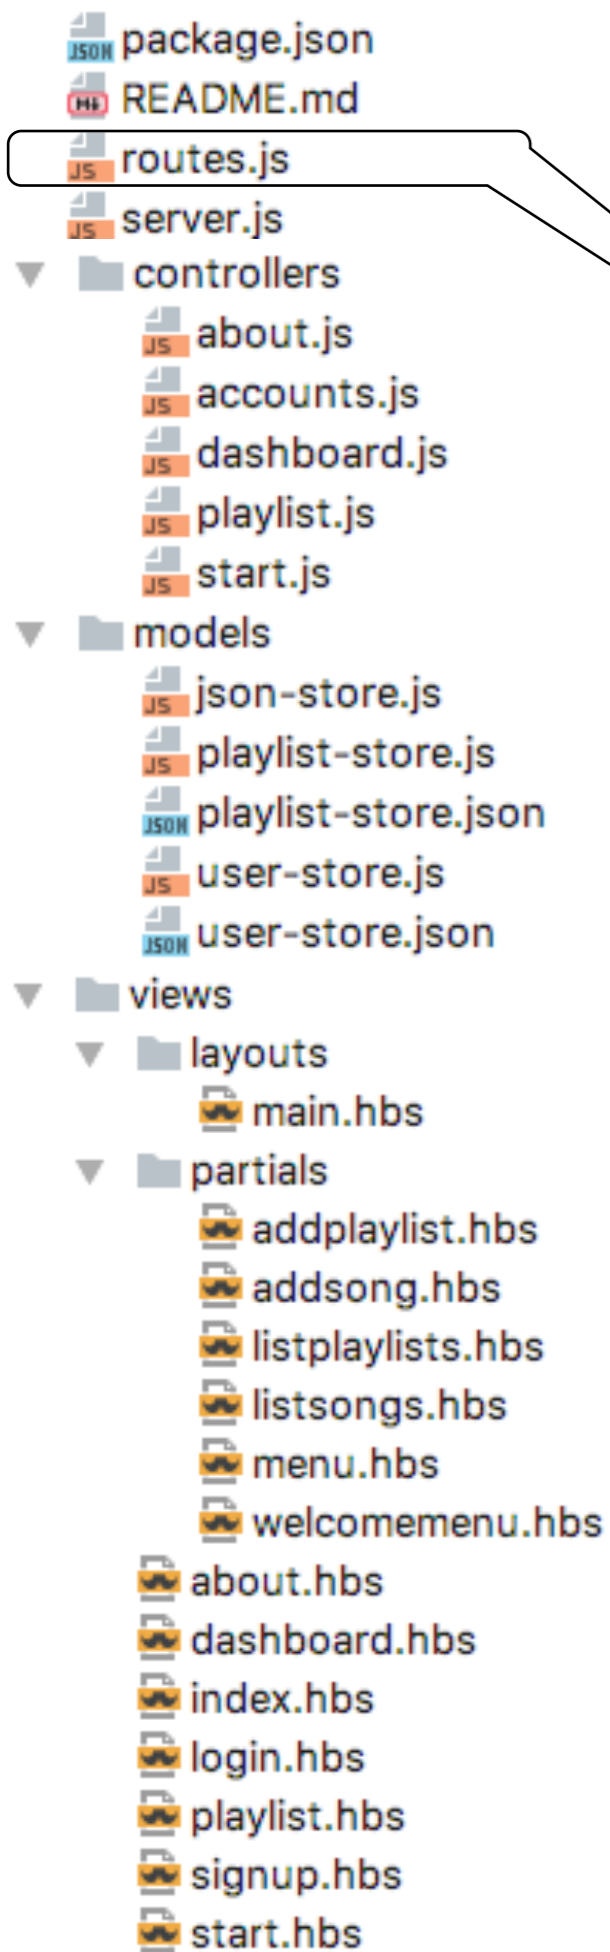 package.json
README.md
routes.js
server.js
controllers
about.js
accounts.js
dashboard.js
playlist.js
start.js
models
json-store.js
playlist-store.js
playlist-store.json
user-store.js
user-store.json
views
layouts
main.hbs
partials
addplaylist.hbs
addsong.hbs
listplaylists.hbs
listsongs.hbs
menu.hbs
welcomemenu.hbs
about.hbs
dashboard.hbs
index.hbs
login.hbs
playlist.hbs
signup.hbs
start.hbs